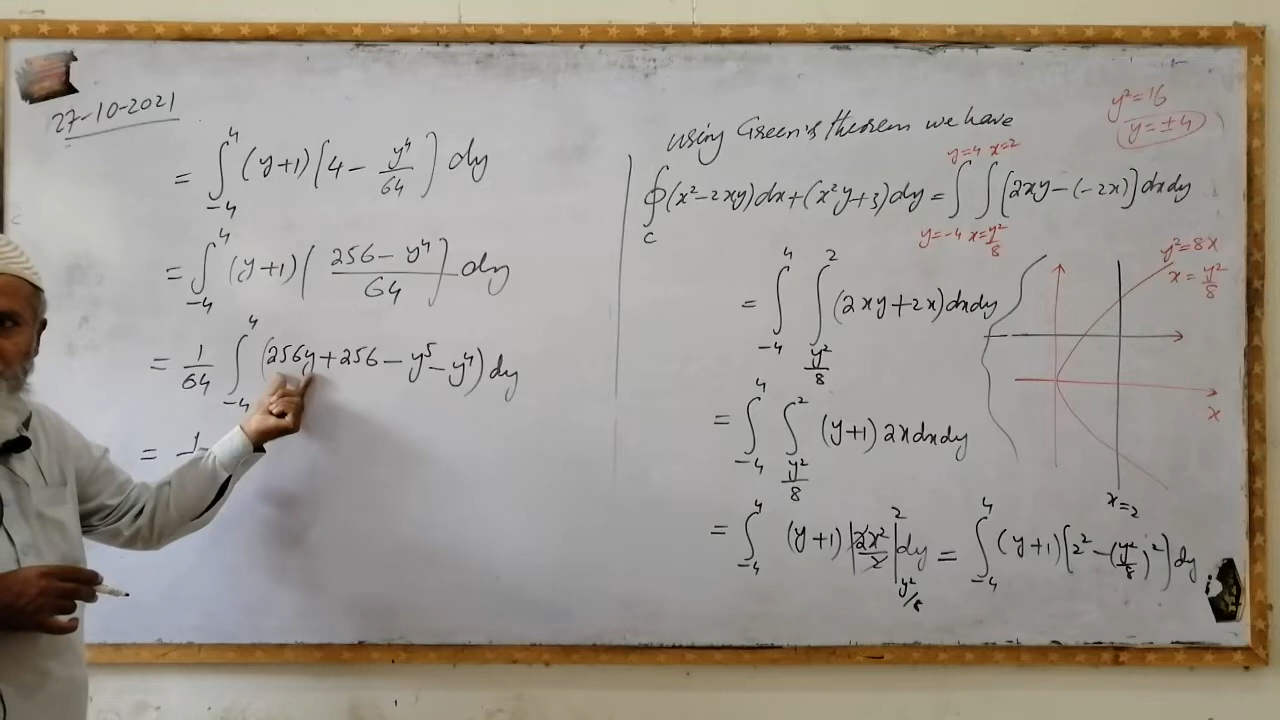 27-10-2021
= ∫_{-4}^{4} (y+1) [4 - y⁴/64] dy
= ∫_{-4}^{4} (y+1) [(256 - y⁴)/64] dy
= 1/64 ∫_{-4}^{4} (256y + 256 - y⁵ - y⁴) dy
= 1
using Green's theorem we have
y² = 16
y = ±4
∮_C (x² - 2xy) dx + (x²y + 3) dy = ∫_{y=-4}^{y=4} ∫_{x=y²/8}^{x=2} [2xy - (-2x)] dx dy
= ∫_{-4}^{4} ∫_{y²/8}^{2} (2xy + 2x) dx dy
y² = 8x
x = y²/8
x
x=2
= ∫_{-4}^{4} ∫_{y²/8}^{2} (y+1) 2x dx dy
= ∫_{-4}^{4} (y+1) |2x²/2|_{y²/8}^{2} dy = ∫_{-4}^{4} (y+1) [2² - (y²/8)²] dy